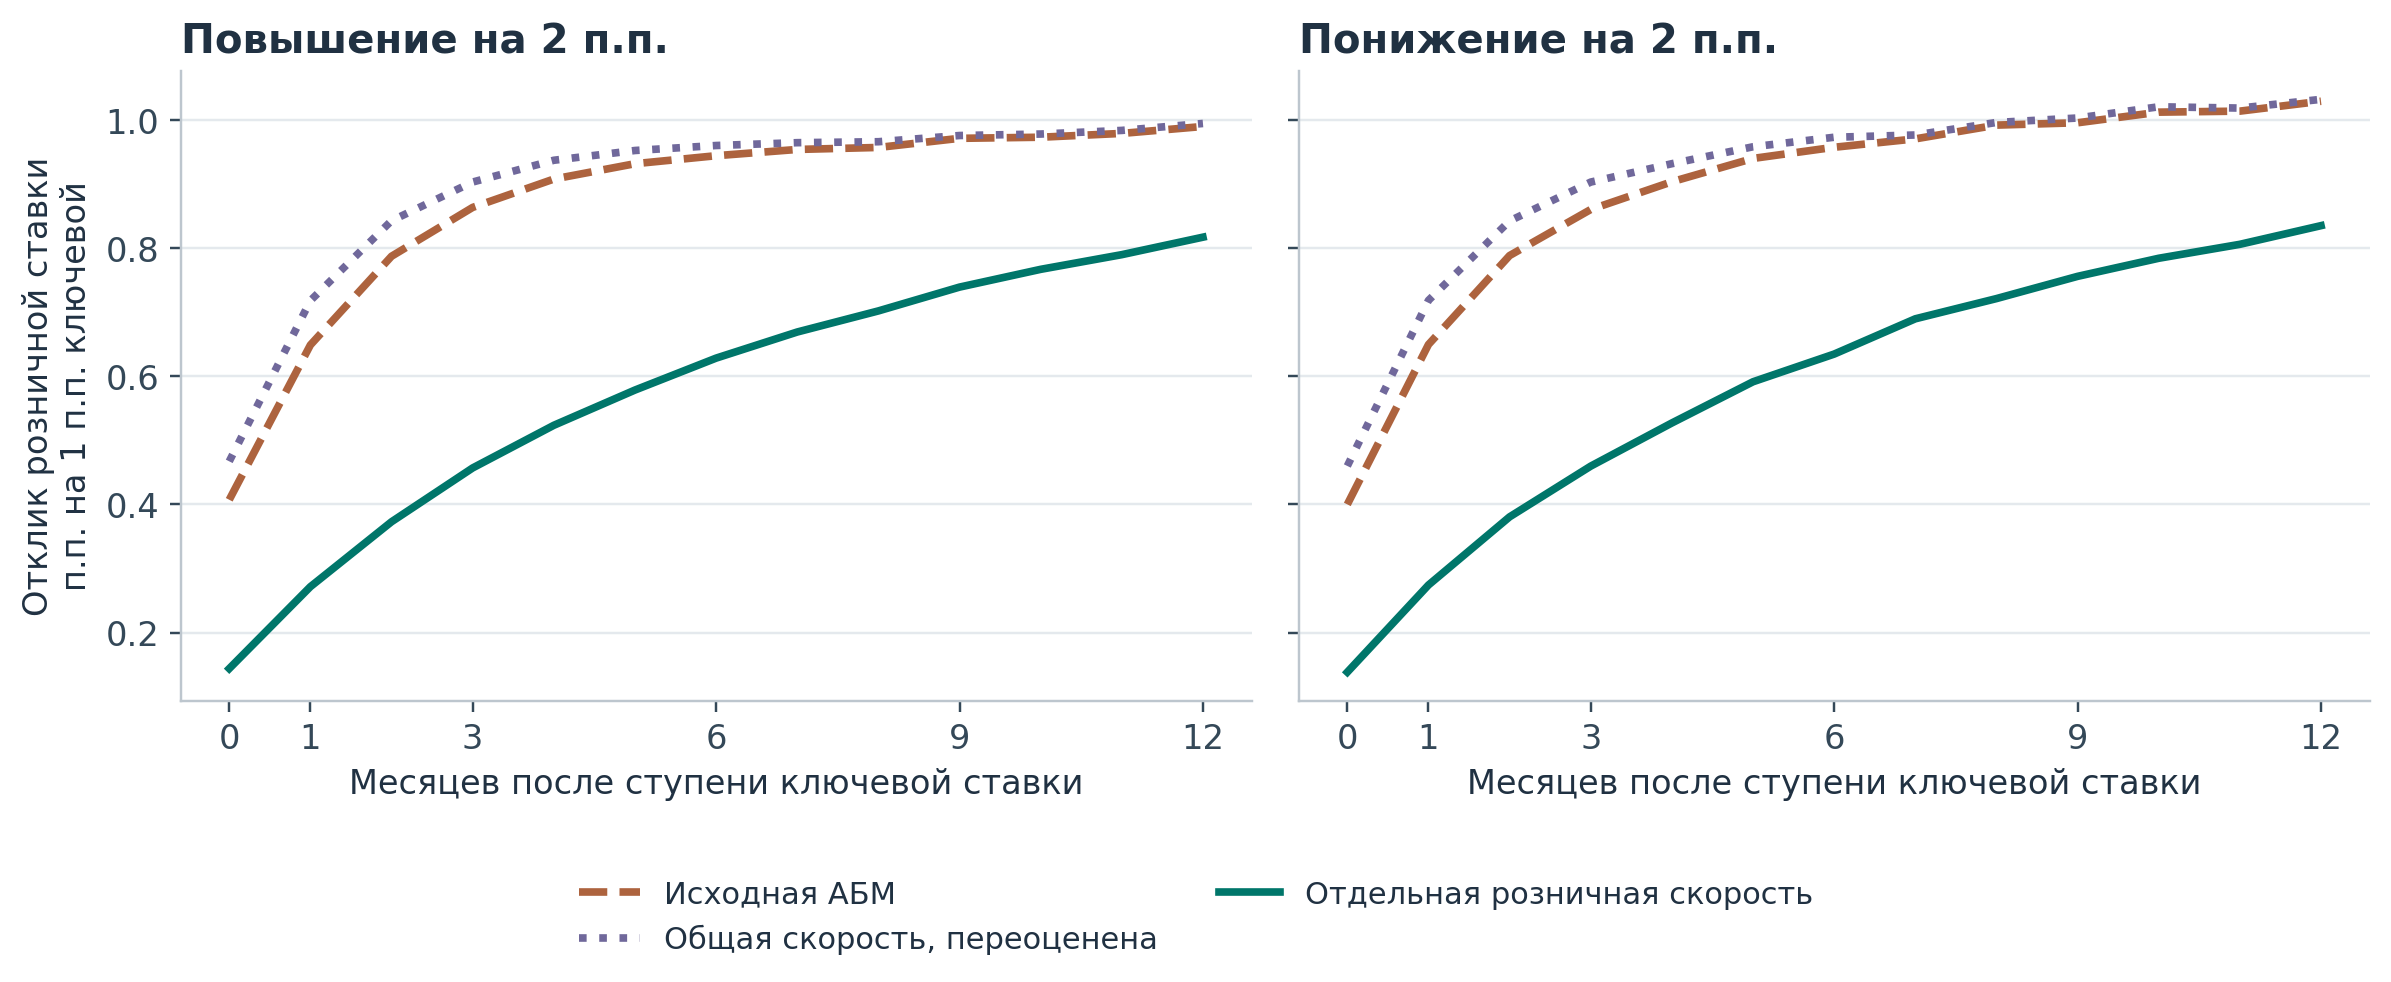 Повышение на 2 п.п.
Понижение на 2 п.п.
Отклик розничной ставки
п.п. на 1 п.п. ключевой
1.0
0.8
0.6
0.4
0.2
0 1 3 6 9 12
0 1 3 6 9 12
Месяцев после ступени ключевой ставки
Месяцев после ступени ключевой ставки
Исходная АБМ
Общая скорость, переоценена
Отдельная розничная скорость